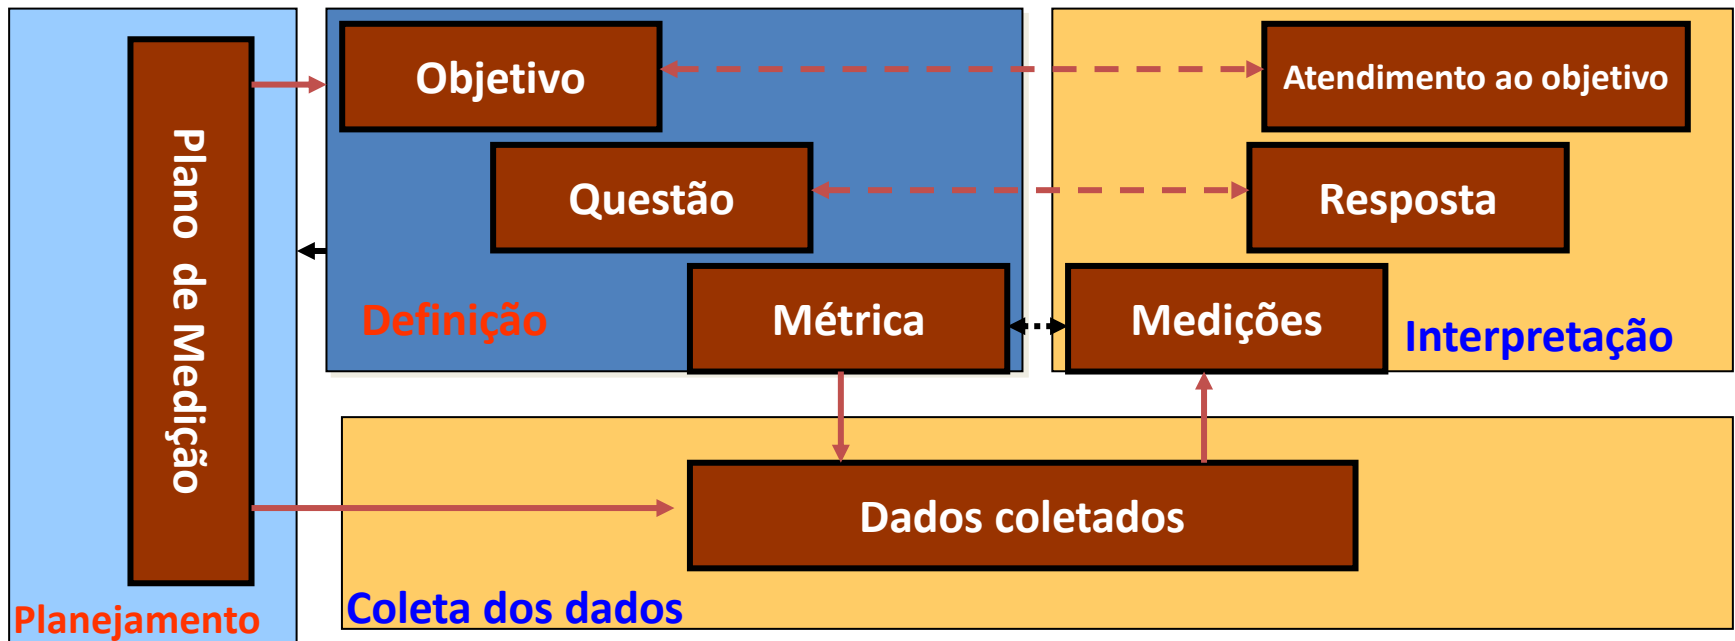 Plano de Medição
Planejamento
Objetivo
Questão
Definição
Métrica
Atendimento ao objetivo
Resposta
Medições
Interpretação
Dados coletados
Coleta dos dados